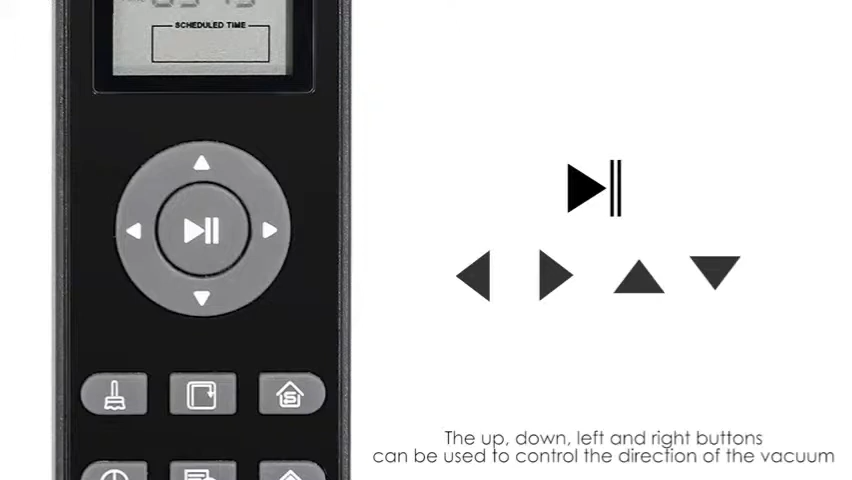 SCHEDULED TIME
The up, down, left and right buttons
can be used to control the direction of the vacuum